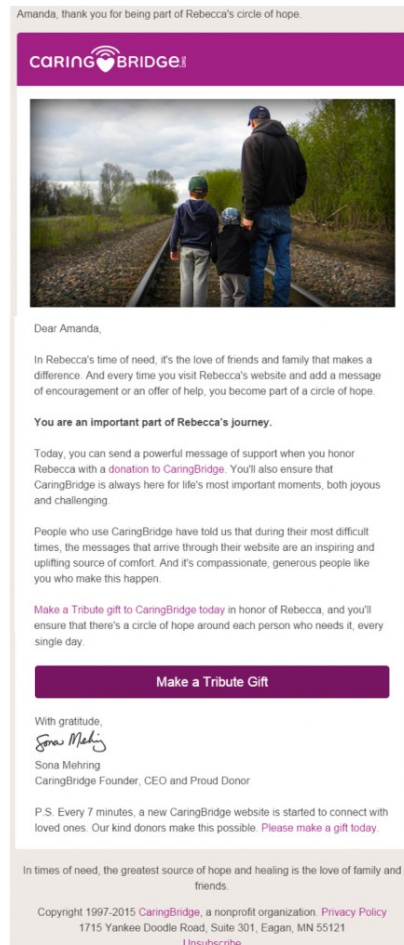 Amanda, thank you for being part of Rebecca's circle of hope.
CARING BRIDGE.ORG
Dear Amanda,
In Rebecca's time of need, it's the love of friends and family that makes a
difference. And every time you visit Rebecca's website and add a message
of encouragement or an offer of help, you become part of a circle of hope.
You are an important part of Rebecca's journey.
Today, you can send a powerful message of support when you honor
Rebecca with a donation to CaringBridge. You'll also ensure that
CaringBridge is always here for life's most important moments, both joyous
and challenging.
People who use CaringBridge have told us that during their most difficult
times, the messages that arrive through their website are an inspiring and
uplifting source of comfort. And it's compassionate, generous people like
you who make this happen.
Make a Tribute gift to CaringBridge today in honor of Rebecca, and you'll
ensure that there's a circle of hope around each person who needs it, every
single day.
Make a Tribute Gift
With gratitude,
Sona Mehring
Sona Mehring
CaringBridge Founder, CEO and Proud Donor
P.S. Every 7 minutes, a new CaringBridge website is started to connect with
loved ones. Our kind donors make this possible. Please make a gift today.
In times of need, the greatest source of hope and healing is the love of family and
friends.
Copyright 1997-2015 CaringBridge, a nonprofit organization. Privacy Policy
1715 Yankee Doodle Road, Suite 301, Eagan, MN 55121
Unsubscribe